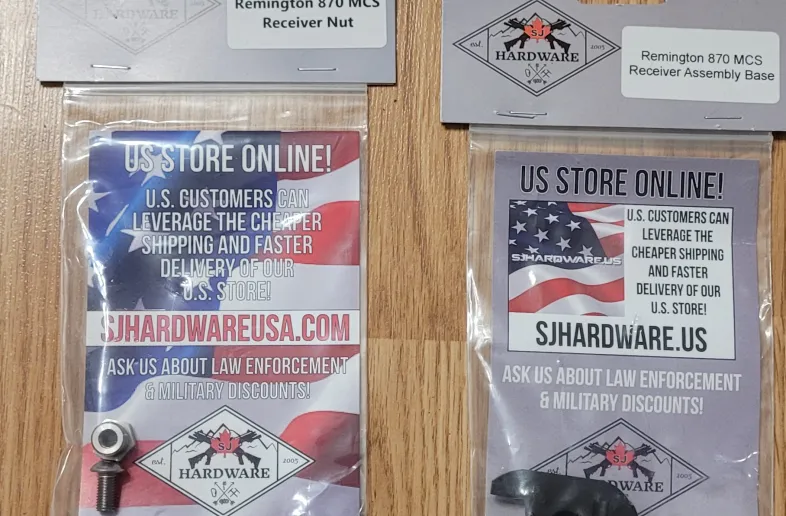 HARDWARE
Remington 870 MCS
Receiver Nut
US STORE ONLINE!
U.S. CUSTOMERS CAN
LEVERAGE THE CHEAPER
SHIPPING AND FASTER
DELIVERY OF OUR
U.S. STORE!
SJHARDWAREUSA.COM
ASK US ABOUT LAW ENFORCEMENT
& MILITARY DISCOUNTS!
SJ
est. 2005
HARDWARE
SJ
est. 2005
HARDWARE
Remington 870 MCS
Receiver Assembly Base
US STORE ONLINE!
SJHARDWARE.US
U.S. CUSTOMERS CAN
LEVERAGE THE
CHEAPER SHIPPING
AND FASTER
DELIVERY OF OUR
U.S. STORE!
SJHARDWARE.US
ASK US ABOUT LAW ENFORCEMENT
& MILITARY DISCOUNTS!
SJ
est. 2005